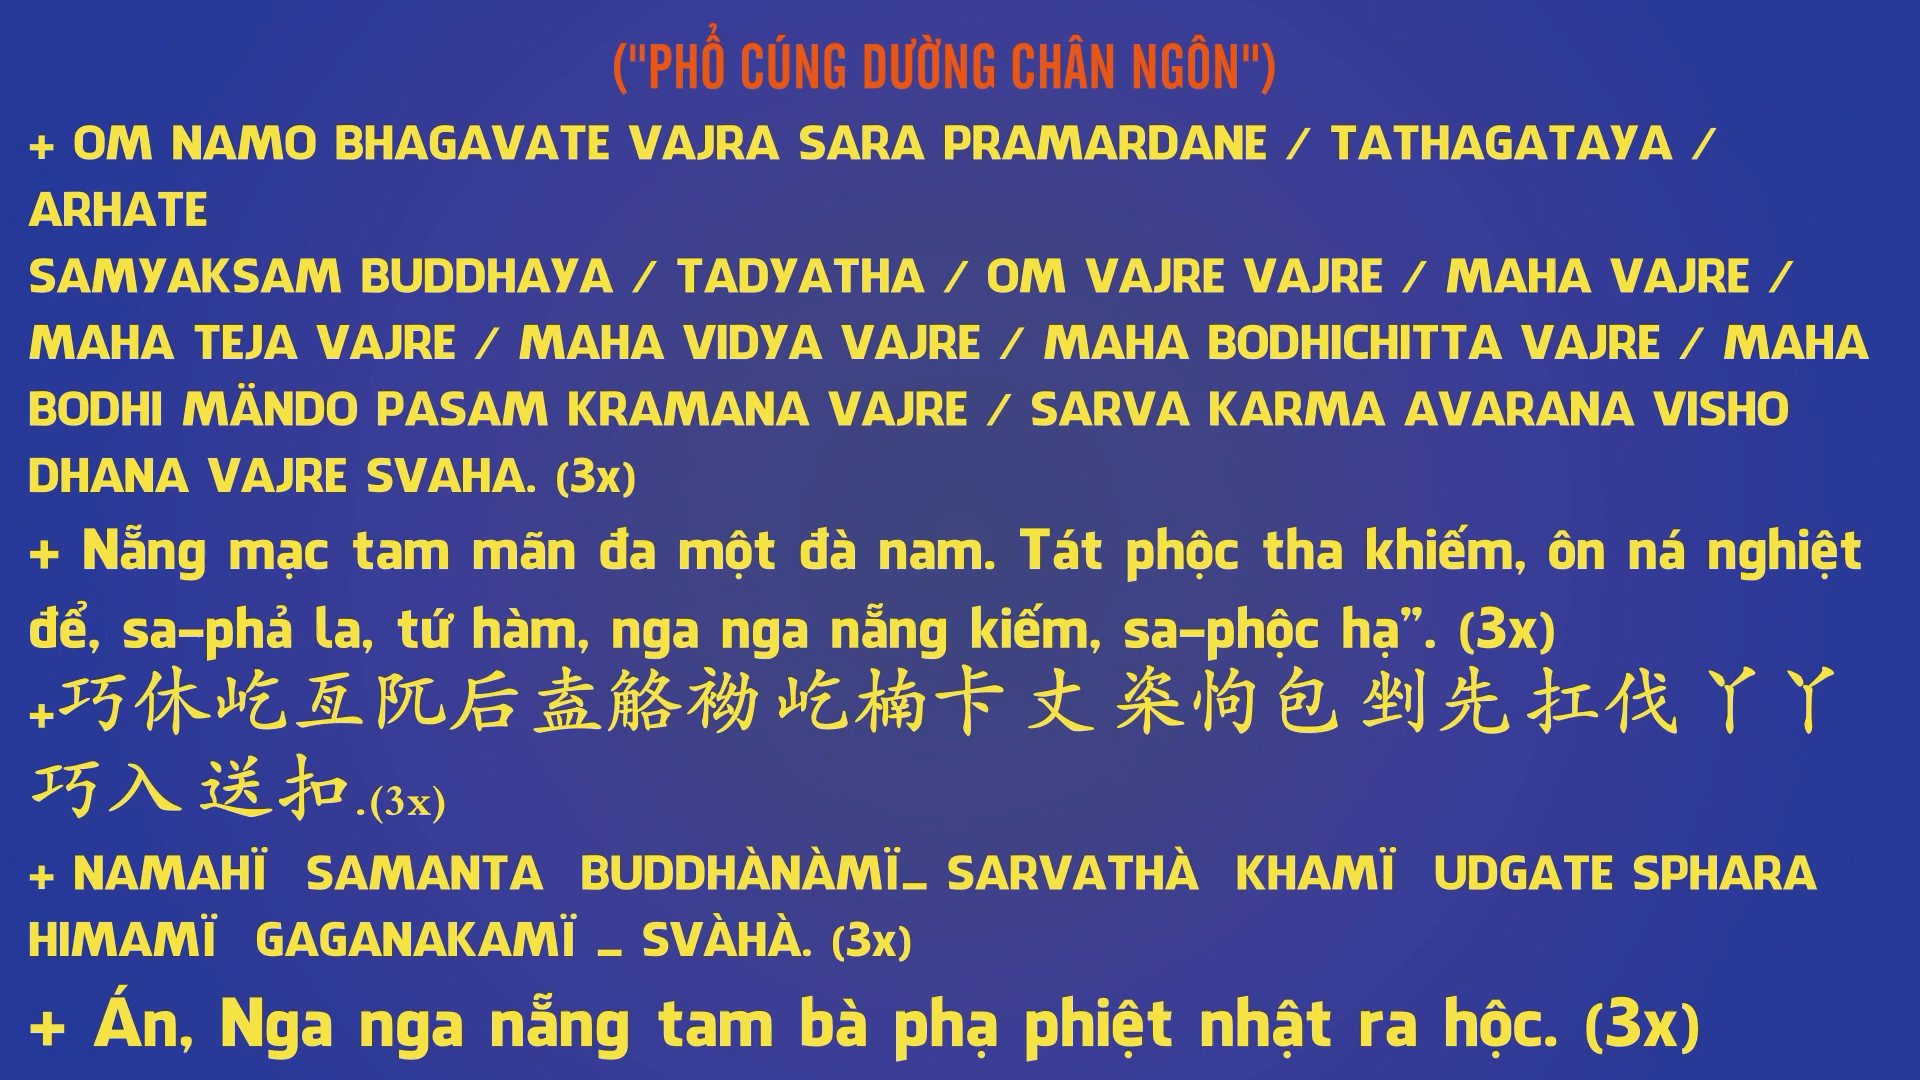 ("PHỔ CÚNG DƯỜNG CHÂN NGÔN")
+ OM NAMO BHAGAVATE VAJRA SARA PRAMARDANE / TATHAGATAYA /
ARHATE
SAMYAKSAM BUDDHAYA / TADYATHA / OM VAJRE VAJRE / MAHA VAJRE /
MAHA TEJA VAJRE / MAHA VIDYA VAJRE / MAHA BODHICHITTA VAJRE / MAHA
BODHI MÄNDO PASAM KRAMANA VAJRE / SARVA KARMA AVARANA VISHO
DHANA VAJRE SVAHA. (3x)
+ Nẵng mạc tam mãn đa một đà nam. Tát phộc tha khiếm, ôn ná nghiệt
để, sa–phả la, tứ hàm, nga nga nẵng kiếm, sa–phộc hạ”. (3x)
+巧休屹亙阢后盍觡袎屹楠卡丈楶怐包剉先扛伐丫丫
巧入送扣.(3x)
+ NAMAHÏ SAMANTA BUDDHÀNÀMÏ_ SARVATHÀ KHAMÏ UDGATE SPHARA
HIMAMÏ GAGANAKAMÏ _ SVÀHÀ. (3x)
+ Án, Nga nga nẵng tam bà phạ phiệt nhật ra hộc. (3x)